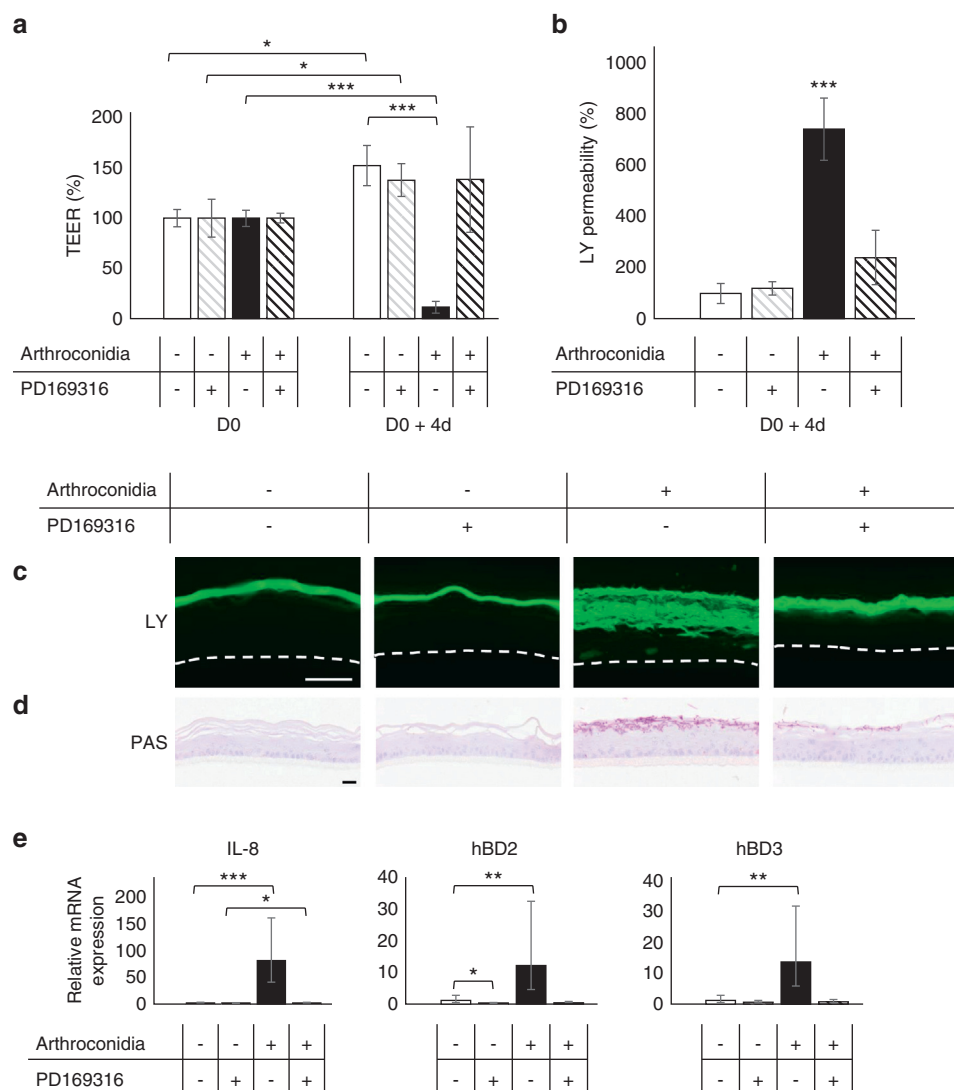 a
* 
*
***
***
200
150
100
50
0
TEER (%)
Arthroconidia - - + + - - + +
PD169316 - + - + - + - +
D0 D0 + 4d
b
1000
800
600
400
200
0
LY permeability (%)
***
Arthroconidia - - + +
PD169316 - + - +
D0 + 4d
Arthroconidia - - + +
PD169316 - + - +
c
LY
d
PAS
e
Relative mRNA
expression
IL-8
***
*
200
150
100
50
0
hBD2
**
*
40
30
20
10
0
hBD3
**
40
30
20
10
0
Arthroconidia - - + + - - + + - - + +
PD169316 - + - + - + - + - + - +